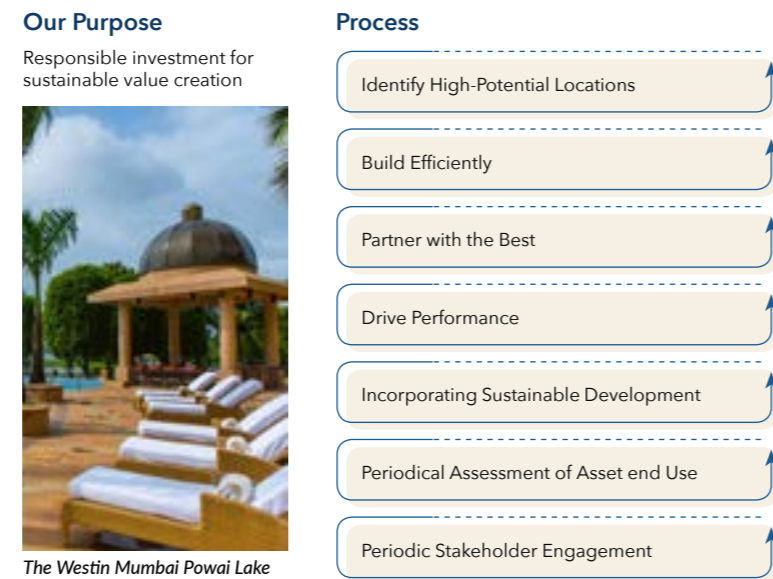 Our Purpose
Responsible investment for
sustainable value creation
The Westin Mumbai Powai Lake
Process
Identify High-Potential Locations
Build Efficiently
Partner with the Best
Drive Performance
Incorporating Sustainable Development
Periodical Assessment of Asset end Use
Periodic Stakeholder Engagement